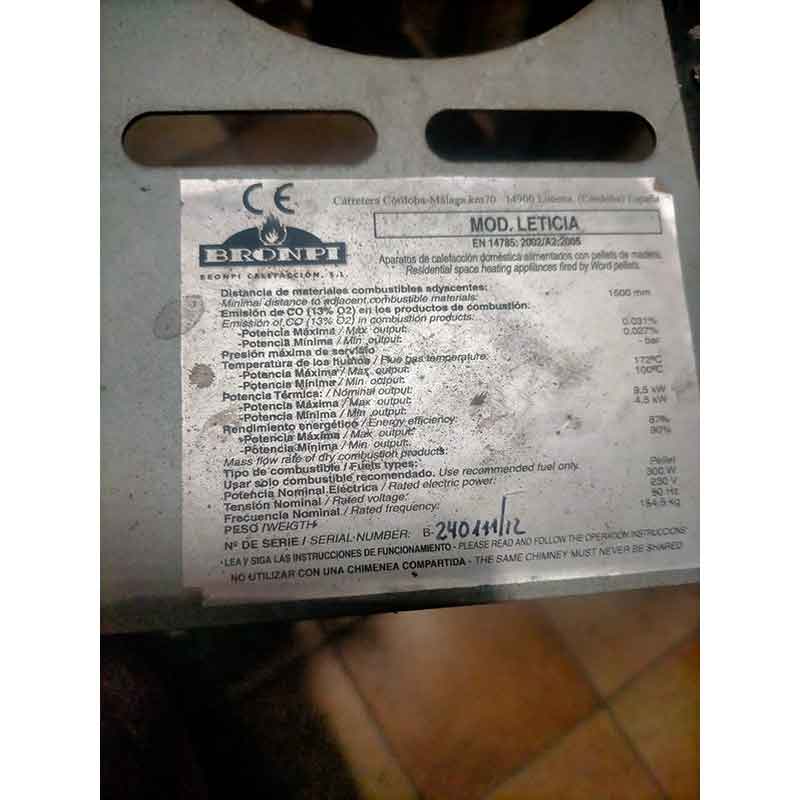 CE
Carretera Córdoba-Málaga km70 14900 Lucena. (Córdoba) España
MOD. LETICIA
EN 14785: 2002/A2:2005
BRONPI
BRONPI CALEFACCIÓN, S.L.
Aparatos de calefacción doméstica alimentados con pellets de madera.
Residential space heating appliances fired by Word pellets.
Distancia de materiales combustibles adyacentes:
Minimal distance to adjacent combustible materials: 1500 mm
Emisión de CO (13% O2) en los productos de combustión:
Emission of CO (13% O2) in combustion products:
-Potencia Máxima / Max output: 0.031%
-Potencia Mínima / Min output: 0.027%
Presión máxima de servicio - bar
Temperatura de los humos / Flue gas temperature:
-Potencia Máxima / Max output: 172ºC
-Potencia Mínima / Min output: 100ºC
Potencia Térmica: / Nominal output:
-Potencia Máxima / Max output: 9.5 kW
-Potencia Mínima / Min output: 4.5 kW
Rendimiento energético / Energy efficiency:
-Potencia Máxima / Max output: 87%
-Potencia Mínima / Min output: 90%
Mass flow rate of dry combustion products:
Tipo de combustible / Fuels types: Pellet
Usar solo combustible recomendado. Use recommended fuel only.
Potencia Nominal Eléctrica / Rated electric power: 300 W
Tensión Nominal / Rated voltage: 230 V
Frecuencia Nominal / Rated frequency: 50 Hz
PESO /WEIGTH 154.5 kg
Nº DE SERIE / SERIAL NUMBER: B-240111/12
· LEA Y SIGA LAS INSTRUCCIONES DE FUNCIONAMIENTO - PLEASE READ AND FOLLOW THE OPERATION INSTRUCCIONS
NO UTILIZAR CON UNA CHIMENEA COMPARTIDA - THE SAME CHIMNEY MUST NEVER BE SHARED